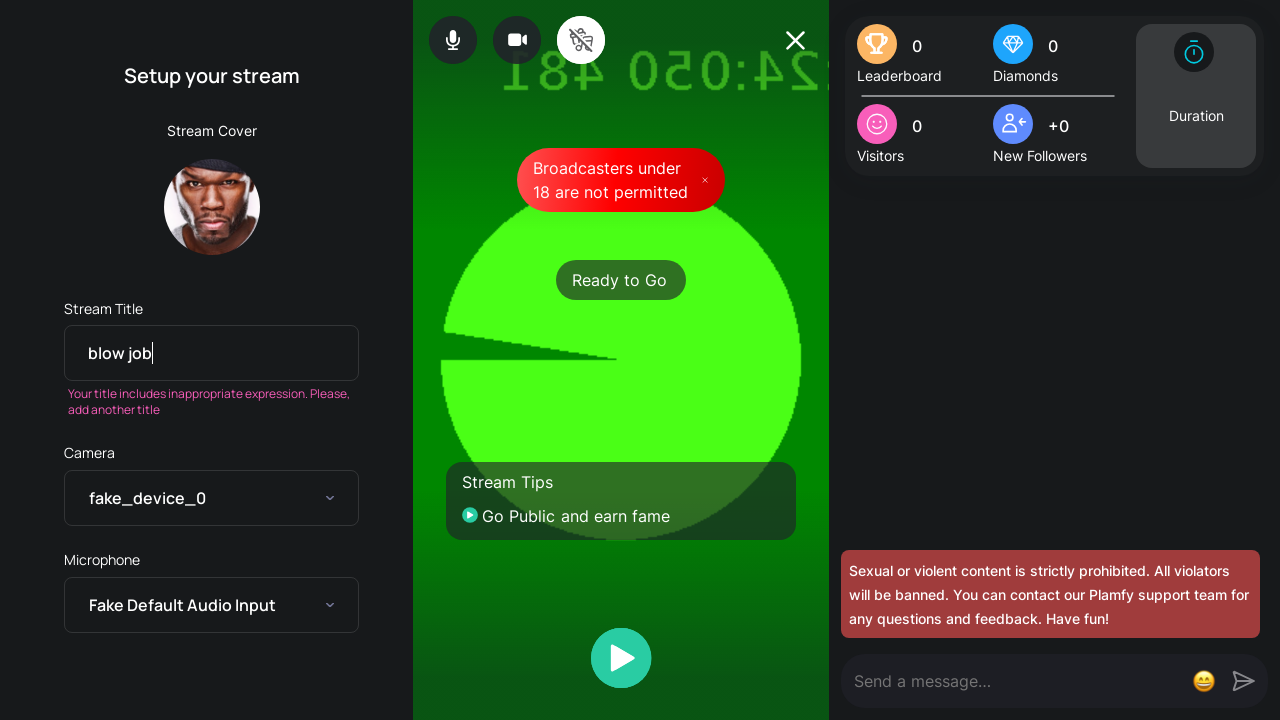 Setup your stream
Stream Cover
Stream Title
blow job
Your title includes inappropriate expression. Please,
add another title
Camera
fake_device_0
Microphone
Fake Default Audio Input
Broadcasters under
18 are not permitted
Ready to Go
Stream Tips
Go Public and earn fame
0
Leaderboard
0
Diamonds
0
Visitors
+0
New Followers
Duration
Sexual or violent content is strictly prohibited. All violators
will be banned. You can contact our Plamfy support team for
any questions and feedback. Have fun!
Send a message...